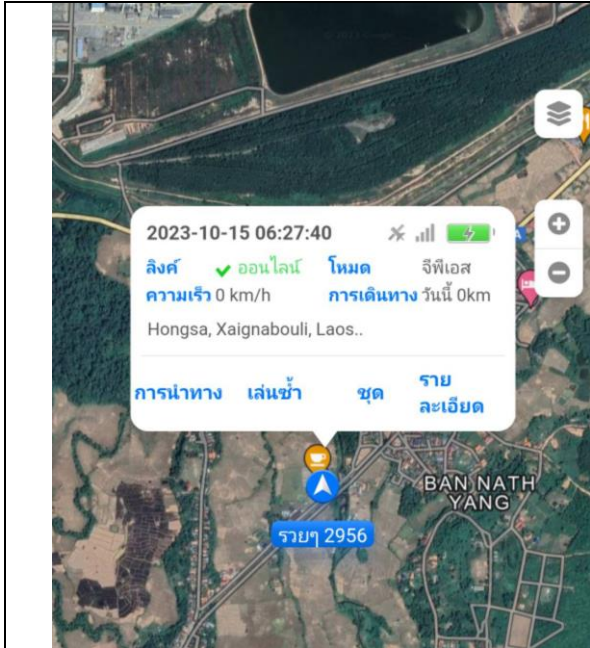 2023-10-15 06:27:40
ลิงค์ ออนไลน์ โหมด จีพีเอส
ความเร็ว 0 km/h การเดินทาง วันนี้ 0km
Hongsa, Xaignabouli, Laos..
การนำทาง เล่นซ้ำ ชุด ราย
ละเอียด
BAN NATH
YANG
รวยๆ 2956